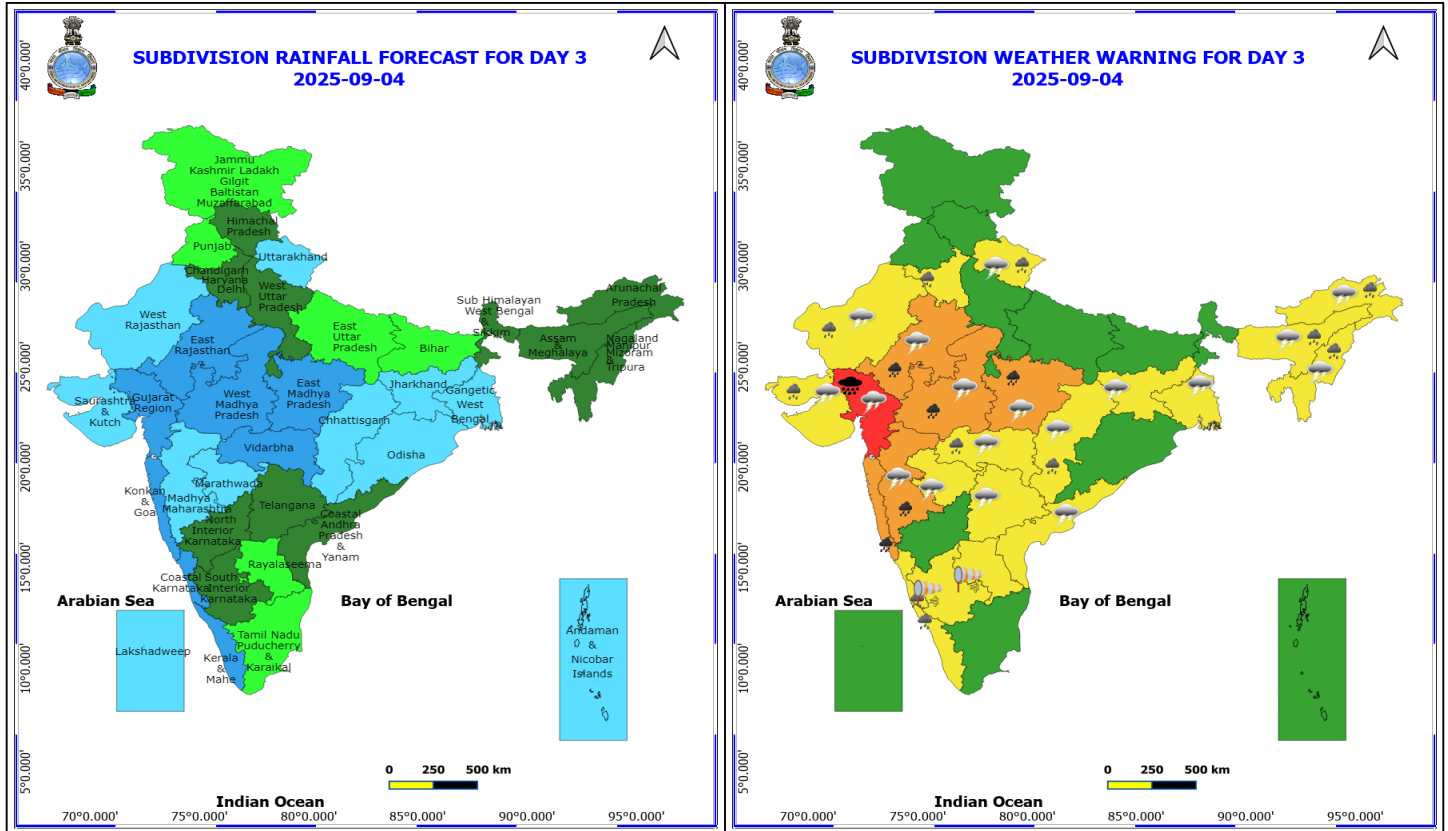 SUBDIVISION RAINFALL FORECAST FOR DAY 3
2025-09-04
40°0.000'
35°0.000'
30°0.000'
25°0.000'
20°0.000'
15°0.000'
10°0.000'
5°0.000'
Jammu
Kashmir Ladakh
Gilgit
Baltistan
Muzaffarabad
Himachal
Pradesh
Punjab
Uttarakhand
Chandigarh
Haryana
Delhi
West
Uttar
Pradesh
West
Rajasthan
East
Rajasthan
East
Uttar
Pradesh
Bihar
Sub Himalayan
West Bengal
&
Sikkim
Arunachal
Pradesh
Assam
&
Meghalaya
Nagaland
Manipur
Mizoram
&
Tripura
Saurashtra
&
Kutch
Gujarat
Region
West
Madhya
Pradesh
East
Madhya
Pradesh
Jharkhand
Gangetic
West
Bengal
Chhattisgarh
Odisha
Vidarbha
Konkan
&
Goa
Madhya
Maharashtra
Marathwada
Telangana
North
Interior
Karnataka
Coastal
Andhra
Pradesh
&
Yanam
Rayalaseema
Coastal
Karnataka
South
Interior
Karnataka
Tamil Nadu
Puducherry
&
Karaikal
Kerala
&
Mahe
Arabian Sea
Bay of Bengal
Lakshadweep
Andaman
&
Nicobar
Islands
0 250 500 km
Indian Ocean
70°0.000' 75°0.000' 80°0.000' 85°0.000' 90°0.000' 95°0.000'
SUBDIVISION WEATHER WARNING FOR DAY 3
2025-09-04
40°0.000'
35°0.000'
30°0.000'
25°0.000'
20°0.000'
15°0.000'
10°0.000'
5°0.000'
Arabian Sea
Bay of Bengal
0 250 500 km
Indian Ocean
70°0.000' 75°0.000' 80°0.000' 85°0.000' 90°0.000' 95°0.000'